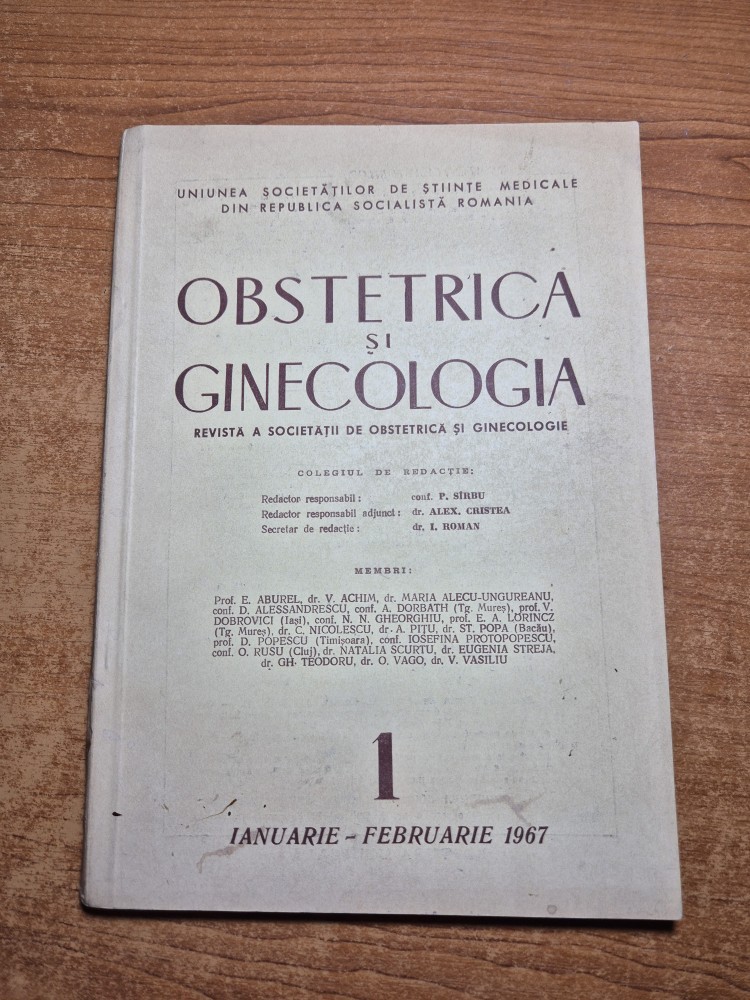 UNIUNEA SOCIETĂȚILOR DE ȘTIINȚE MEDICALE
DIN REPUBLICA SOCIALISTĂ ROMANIA
OBSTETRICĂ
ȘI
GINECOLOGIA
REVISTĂ A SOCIETĂȚII DE OBSTETRICĂ ȘI GINECOLOGIE
COLEGIUL DE REDACȚIE:
Redactor responsabil: conf. P. SÎRBU
Redactor responsabil adjunct: dr. ALEX. CRISTEA
Secretar de redacție: dr. I. ROMAN
MEMBRI:
Prof. E. ABUREL, dr. V. ACHIM, dr. MARIA ALECU-UNGUREANU,
conf. D. ALESSANDRESCU, conf. A. DORBATH (Tg. Mureș), prof. V.
DOBROVICI (Iași), conf. N. N. GHEORGHIU, prof. E. A. LÖRINCZ
(Tg. Mureș), dr. C. NICOLESCU, dr. A. PIȚU, dr. ST. POPA (Bacău),
prof. D. POPESCU (Timișoara), conf. IOSEFINA PROTOPOPESCU,
conf. O. RUSU (Cluj), dr. NATALIA SCURTU, dr. EUGENIA STREJA,
dr. GH. TEODORU, dr. O. VAGO, dr. V. VASILIU
1
IANUARIE – FEBRUARIE 1967